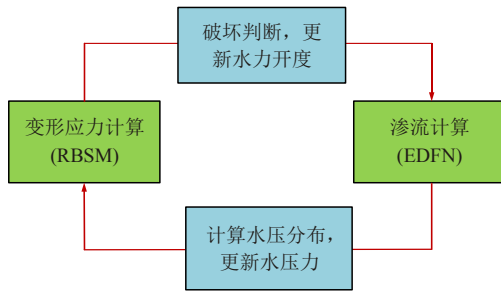 破坏判断，更
新水力开度
变形应力计算
(RBSM)
渗流计算
(EDFN)
计算水压分布，
更新水压力